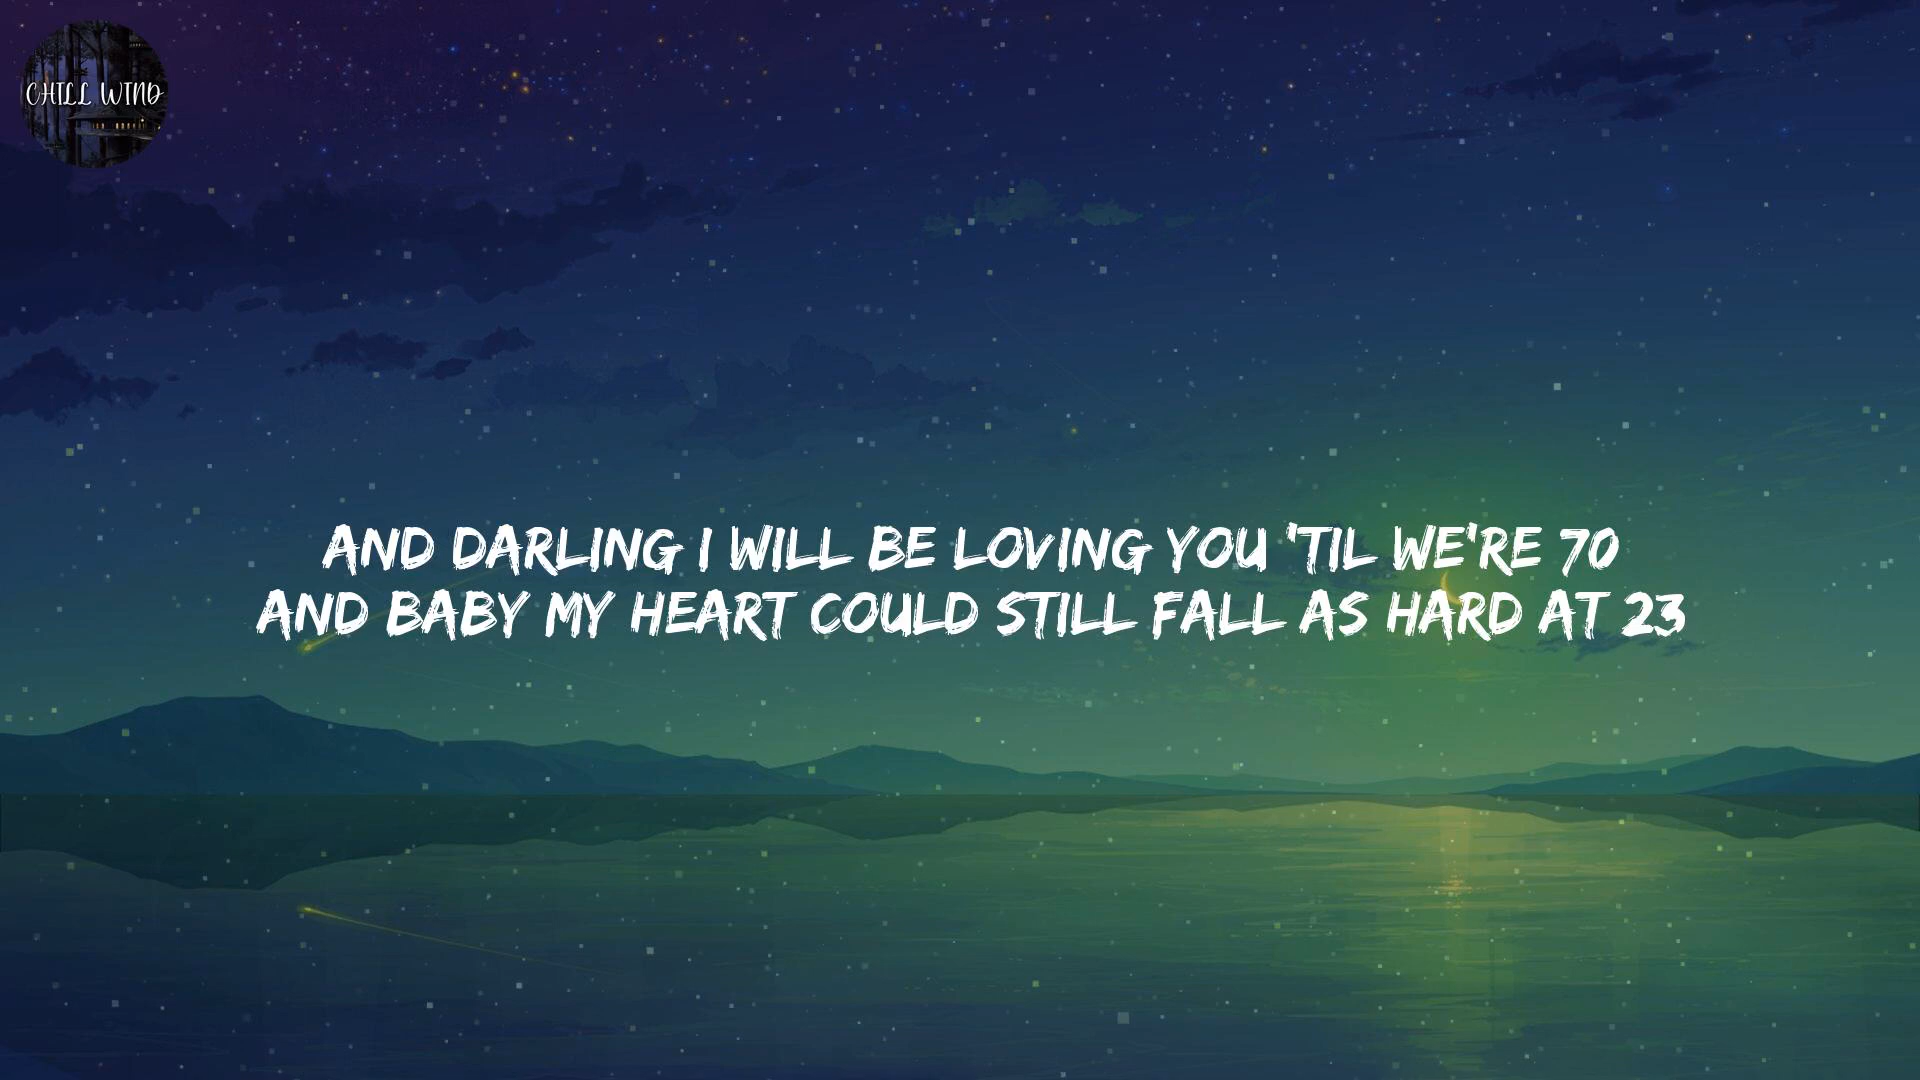 CHILL WIND
AND DARLING I WILL BE LOVING YOU 'TIL WE'RE 70
AND BABY MY HEART COULD STILL FALL AS HARD AT 23